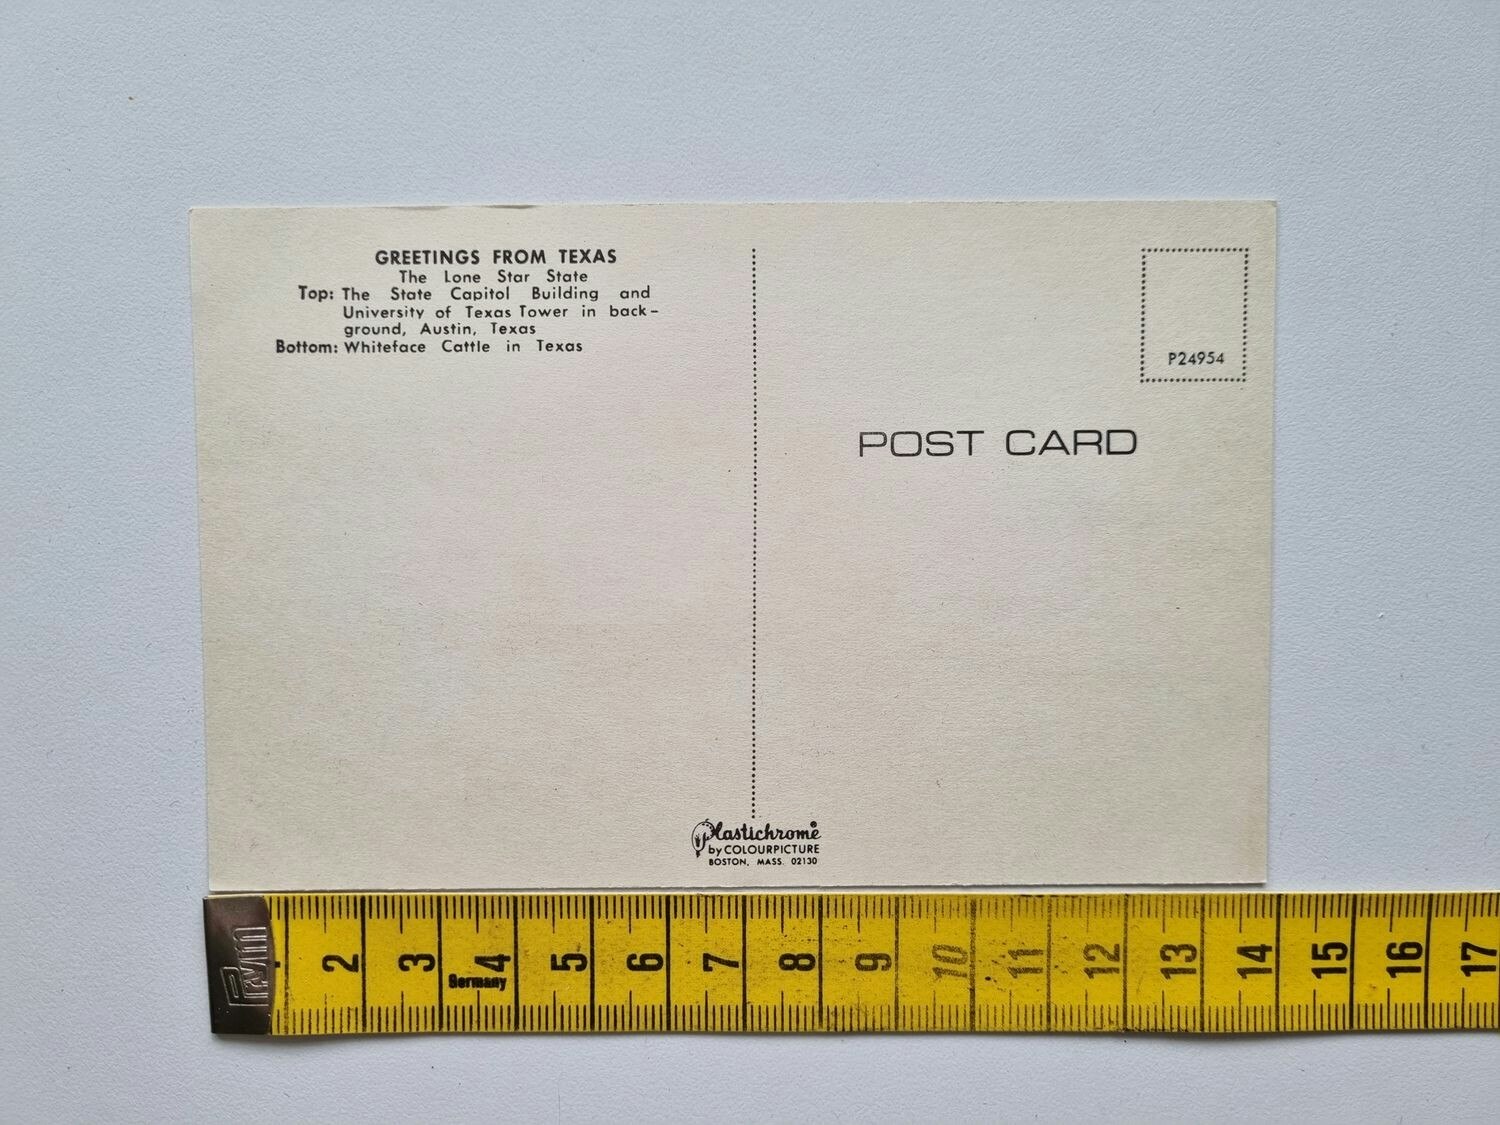 GREETINGS FROM TEXAS
The Lone Star State
Top: The State Capitol Building and
University of Texas Tower in back-
ground, Austin, Texas
Bottom: Whiteface Cattle in Texas
P24954
POST CARD
Plastichrome®
by COLOURPICTURE
BOSTON, MASS. 02130
2 3 4 5 6 7 8 9 10 11 12 13 14 15 16 17
Germany